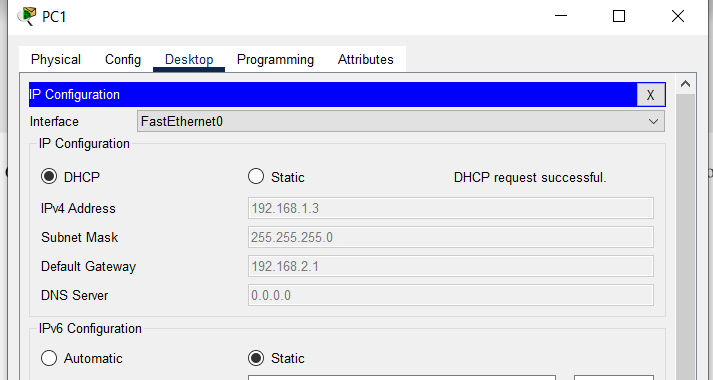 PC1
Physical Config Desktop Programming Attributes
IP Configuration X
Interface FastEthernet0
IP Configuration
DHCP Static DHCP request successful.
IPv4 Address 192.168.1.3
Subnet Mask 255.255.255.0
Default Gateway 192.168.2.1
DNS Server 0.0.0.0
IPv6 Configuration
Automatic Static